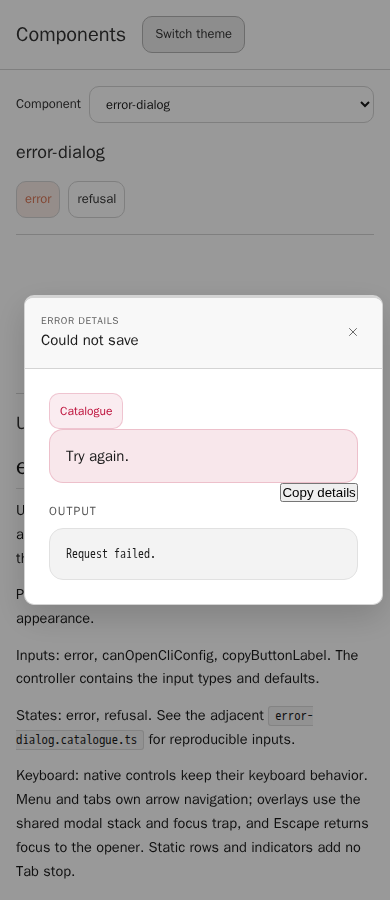 Components
Switch theme
Component
error-dialog
error-dialog
error
refusal
ERROR DETAILS
Could not save
Catalogue
Try again.
Copy details
OUTPUT
Request failed.
appearance.
Inputs: error, canOpenCliConfig, copyButtonLabel. The
controller contains the input types and defaults.
States: error, refusal. See the adjacent error-
dialog.catalogue.ts for reproducible inputs.
Keyboard: native controls keep their keyboard behavior.
Menu and tabs own arrow navigation; overlays use the
shared modal stack and focus trap, and Escape returns
focus to the opener. Static rows and indicators add no
Tab stop.